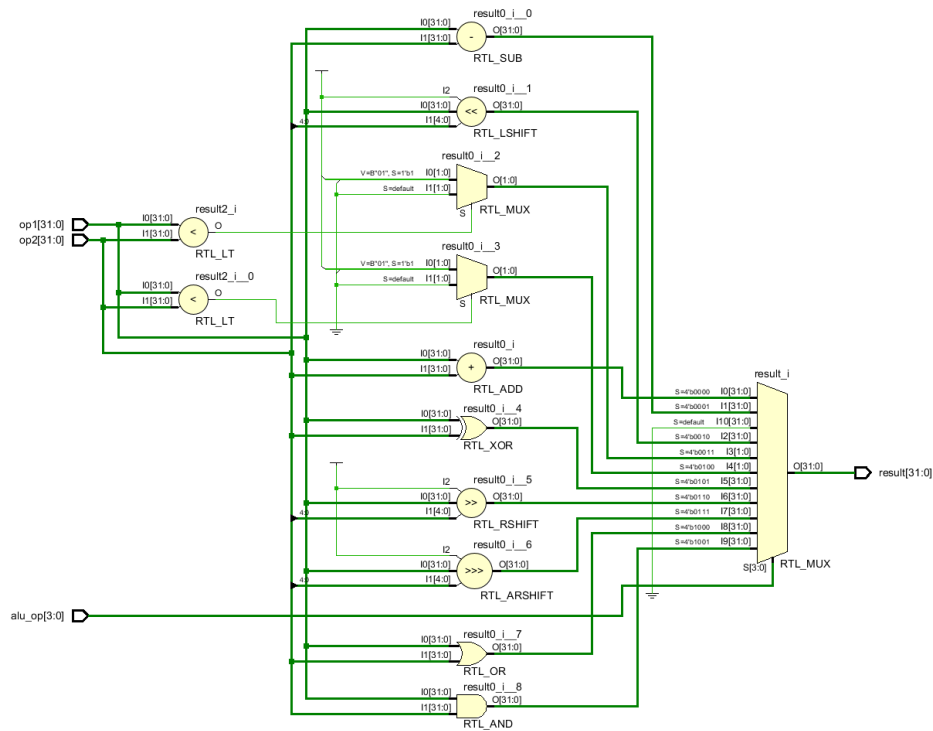 result0_i__0
I0[31:0]
I1[31:0]
-
O[31:0]
RTL_SUB
result0_i__1
I2
I0[31:0]
4:0
I1[4:0]
<<
O[31:0]
RTL_LSHIFT
result0_i__2
V=B"01", S=1'b1
I0[1:0]
S=default
I1[1:0]
O[1:0]
S
RTL_MUX
op1[31:0]
op2[31:0]
result2_i
I0[31:0]
I1[31:0]
<
O
RTL_LT
result0_i__3
V=B"01", S=1'b1
I0[1:0]
S=default
I1[1:0]
O[1:0]
S
RTL_MUX
result2_i__0
I0[31:0]
I1[31:0]
<
O
RTL_LT
result0_i
I0[31:0]
I1[31:0]
+
O[31:0]
RTL_ADD
result0_i__4
I0[31:0]
I1[31:0]
O[31:0]
RTL_XOR
result0_i__5
I2
I0[31:0]
4:0
I1[4:0]
>>
O[31:0]
RTL_RSHIFT
result0_i__6
I2
I0[31:0]
4:0
I1[4:0]
>>>
O[31:0]
RTL_ARSHIFT
alu_op[3:0]
result0_i__7
I0[31:0]
I1[31:0]
O[31:0]
RTL_OR
result0_i__8
I0[31:0]
I1[31:0]
O[31:0]
RTL_AND
result_i
S=4'b0000 I0[31:0]
S=4'b0001 I1[31:0]
S=default I10[31:0]
S=4'b0010 I2[31:0]
S=4'b0011 I3[1:0]
S=4'b0100 I4[1:0]
S=4'b0101 I5[31:0]
S=4'b0110 I6[31:0]
S=4'b0111 I7[31:0]
S=4'b1000 I8[31:0]
S=4'b1001 I9[31:0]
S[3:0]
O[31:0]
RTL_MUX
result[31:0]